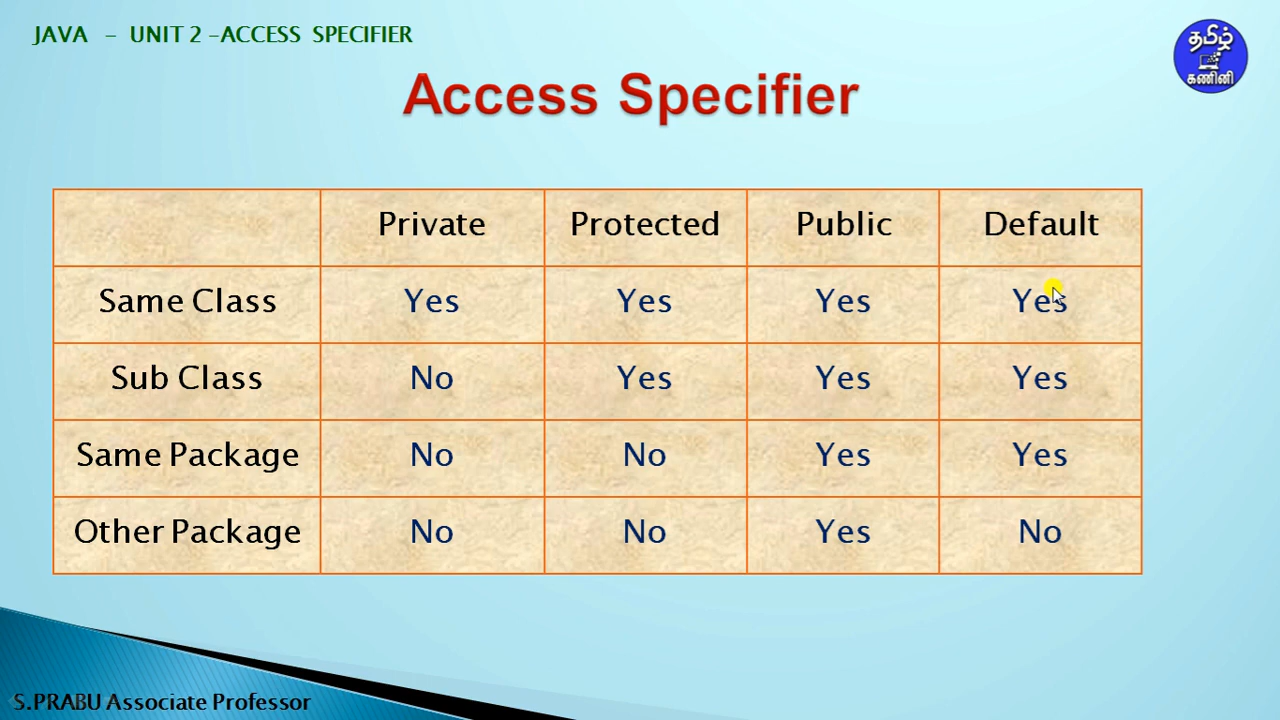 JAVA - UNIT 2 -ACCESS SPECIFIER
தமிழ்
கணினி
Access Specifier
Private Protected Public Default
Same Class Yes Yes Yes Yes
Sub Class No Yes Yes Yes
Same Package No No Yes Yes
Other Package No No Yes No
S.PRABU Associate Professor